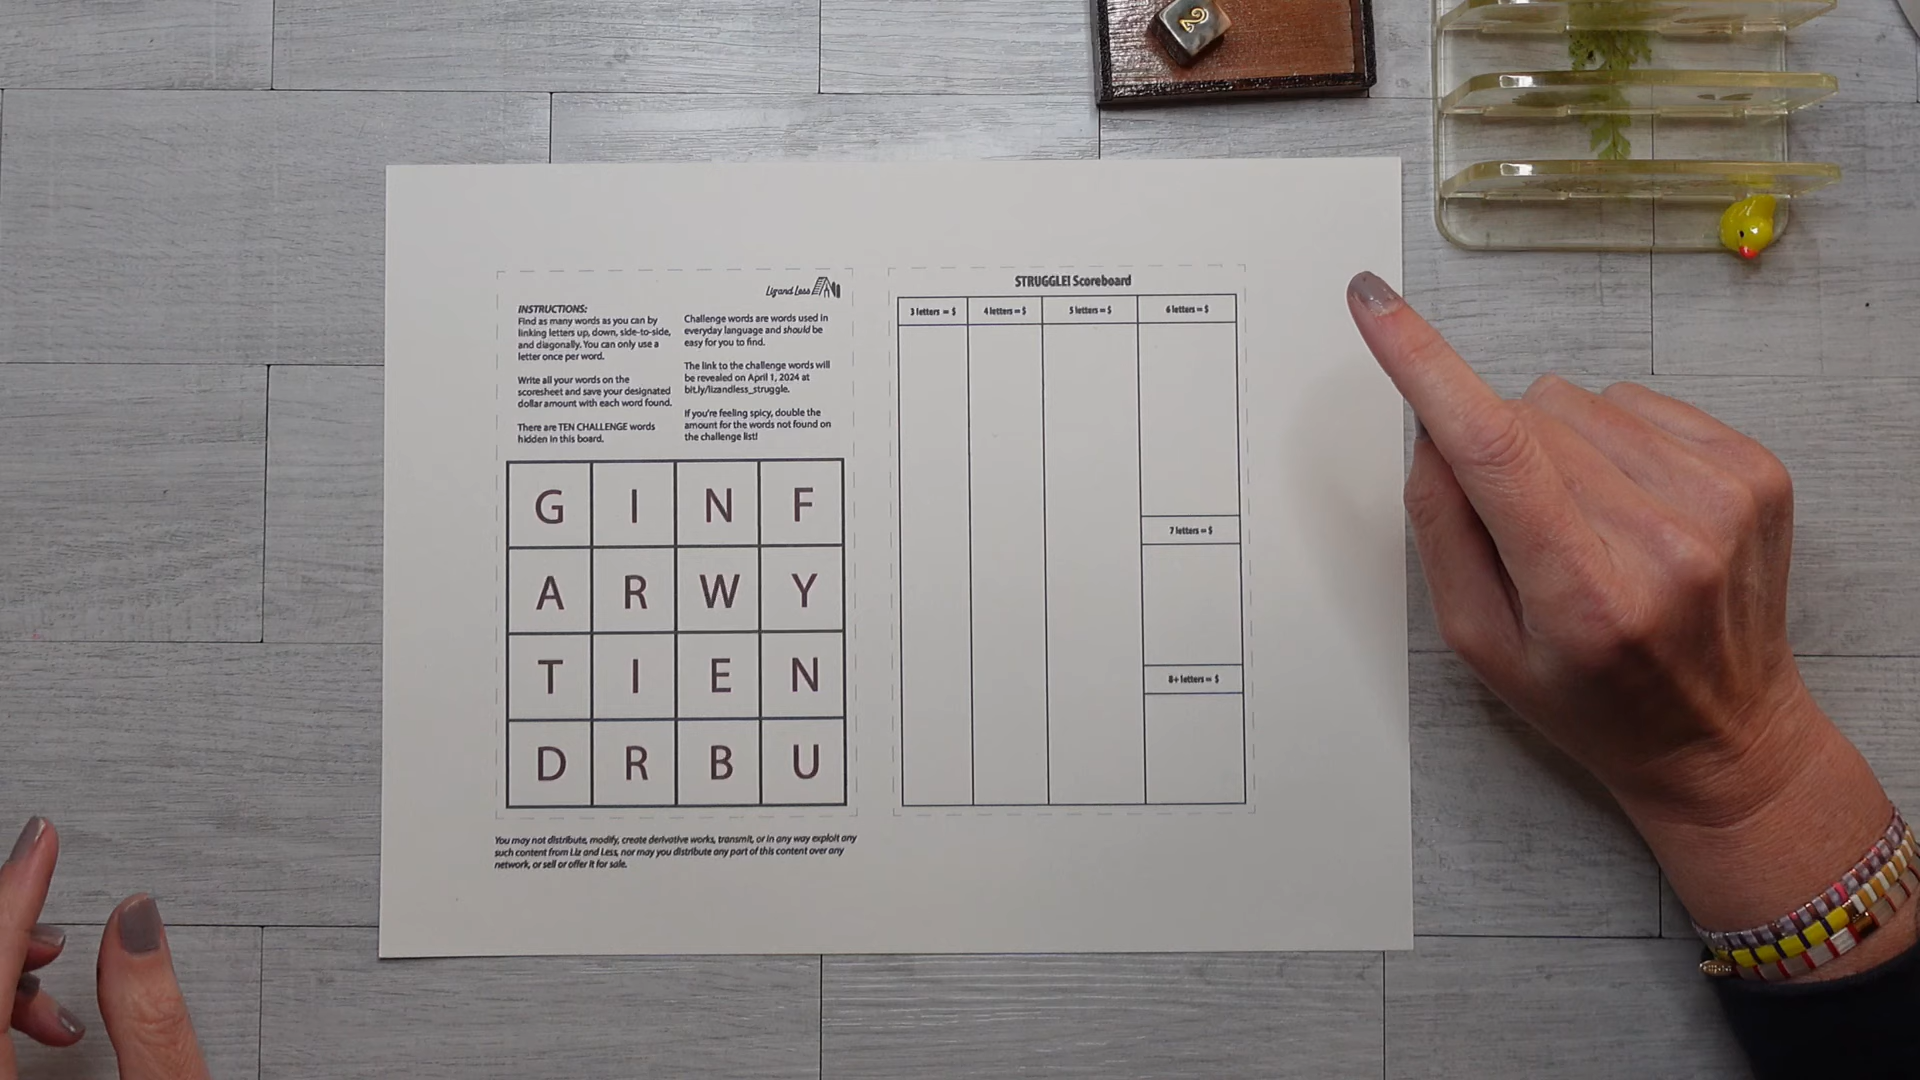 2
Liz and Less
INSTRUCTIONS:
Find as many words as you can by
linking letters up, down, side-to-side,
and diagonally. You can only use a
letter once per word.
Write all your words on the
scoresheet and save your designated
dollar amount with each word found.
There are TEN CHALLENGE words
hidden in this board.
Challenge words are words used in
everyday language and should be
easy for you to find.
The link to the challenge words will
be revealed on April 1, 2024 at
bit.ly/lizandless_struggle.
If you're feeling spicy, double the
amount for the words not found on
the challenge list!
G I N F
A R W Y
T I E N
D R B U
You may not distribute, modify, create derivative works, transmit, or in any way exploit any
such content from Liz and Less, nor may you distribute any part of this content over any
network, or sell or offer it for sale.
STRUGGLE! Scoreboard
3 letters = $ 4 letters = $ 5 letters = $ 6 letters = $
7 letters = $
8+ letters = $